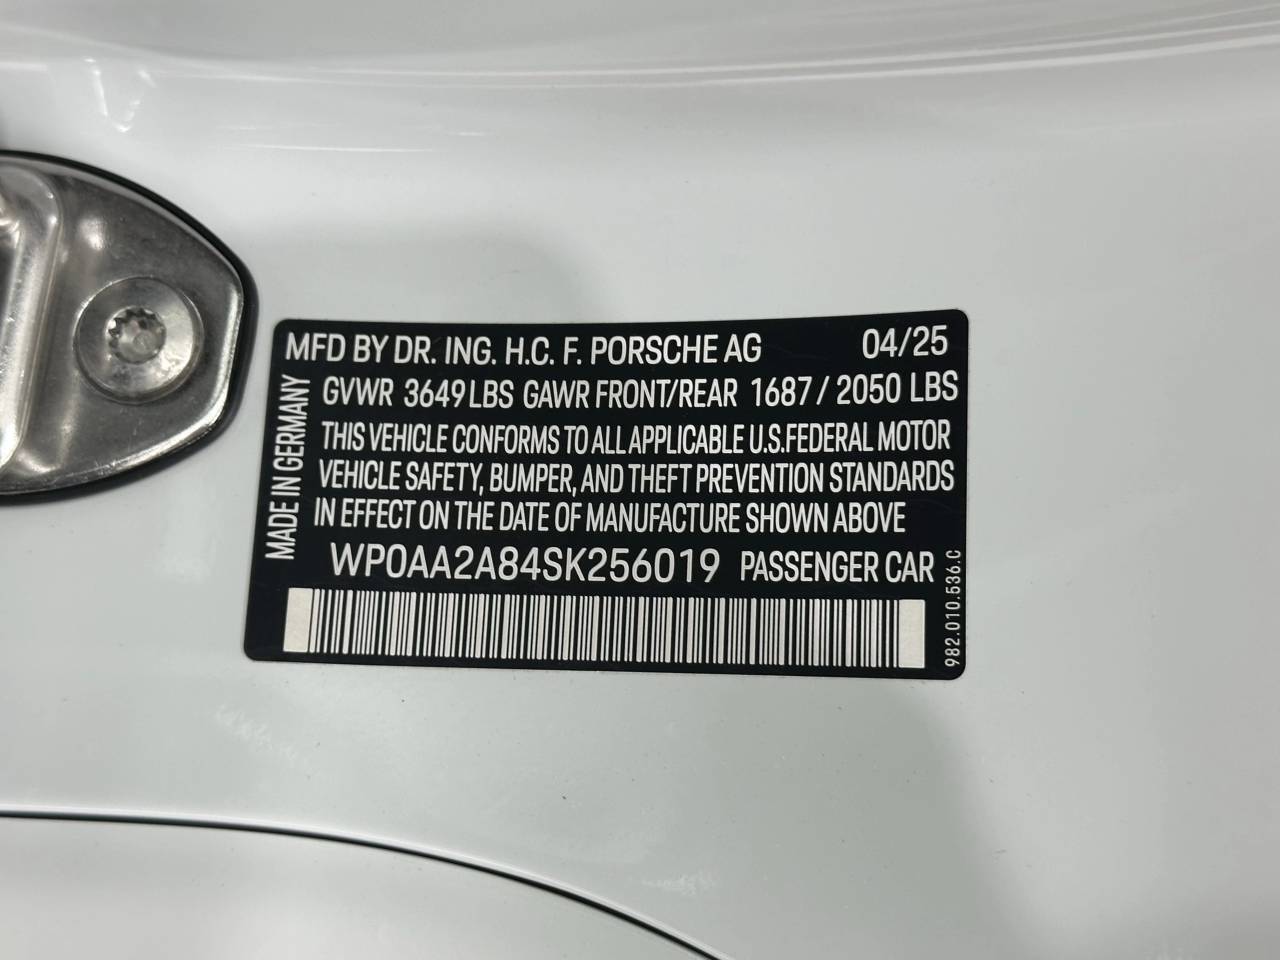 MFD BY DR. ING. H.C. F. PORSCHE AG 04/25
GVWR 3649 LBS GAWR FRONT/REAR 1687 / 2050 LBS
THIS VEHICLE CONFORMS TO ALL APPLICABLE U.S.FEDERAL MOTOR
VEHICLE SAFETY, BUMPER, AND THEFT PREVENTION STANDARDS
IN EFFECT ON THE DATE OF MANUFACTURE SHOWN ABOVE
WP0AA2A84SK256019 PASSENGER CAR
MADE IN GERMANY
982.010.536.C